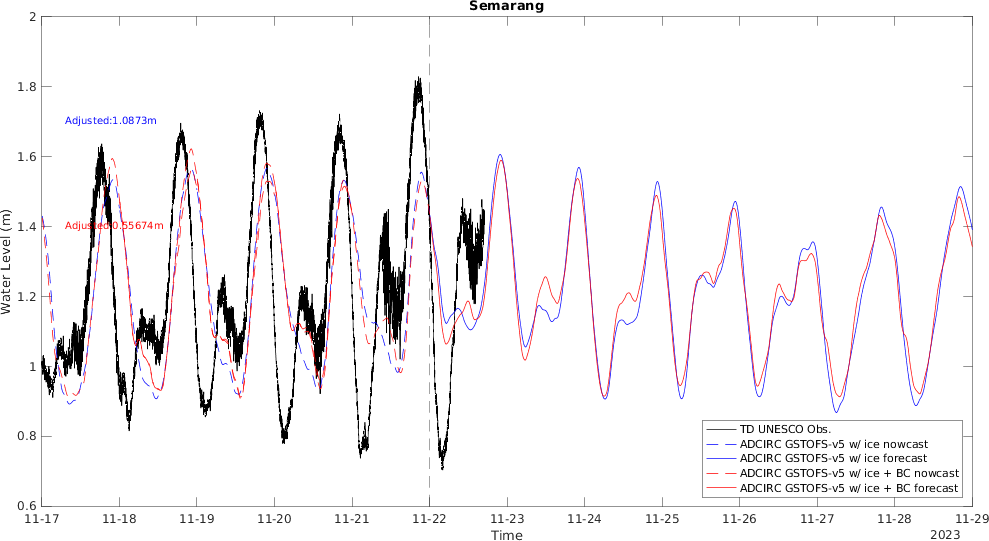 Semarang
Water Level (m)
2
1.8
1.6
1.4
1.2
1
0.8
0.6
Adjusted:1.0873m
Adjusted:0.55674m
TD UNESCO Obs.
ADCIRC GSTOFS-v5 w/ ice nowcast
ADCIRC GSTOFS-v5 w/ ice forecast
ADCIRC GSTOFS-v5 w/ ice + BC nowcast
ADCIRC GSTOFS-v5 w/ ice + BC forecast
11-17 11-18 11-19 11-20 11-21 11-22 11-23 11-24 11-25 11-26 11-27 11-28 11-29
Time
2023